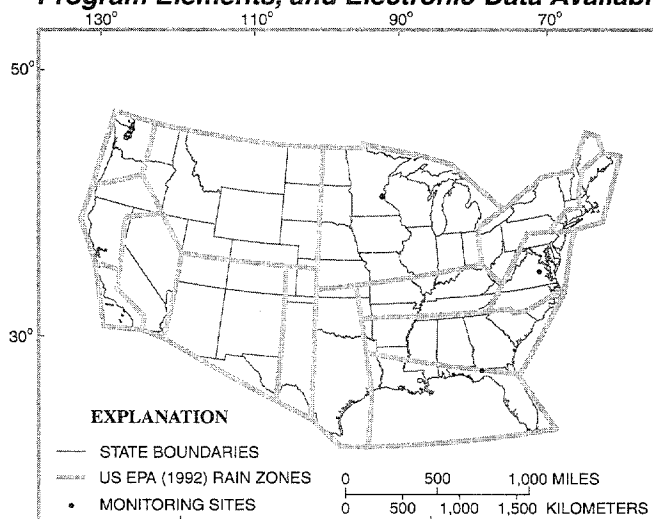 Program Elements, and Electronic Data Availabi
130° 110° 90° 70°
50°
30°
EXPLANATION
STATE BOUNDARIES
US EPA (1992) RAIN ZONES
MONITORING SITES
0 500 1,000 MILES
0 500 1,000 1,500 KILOMETERS